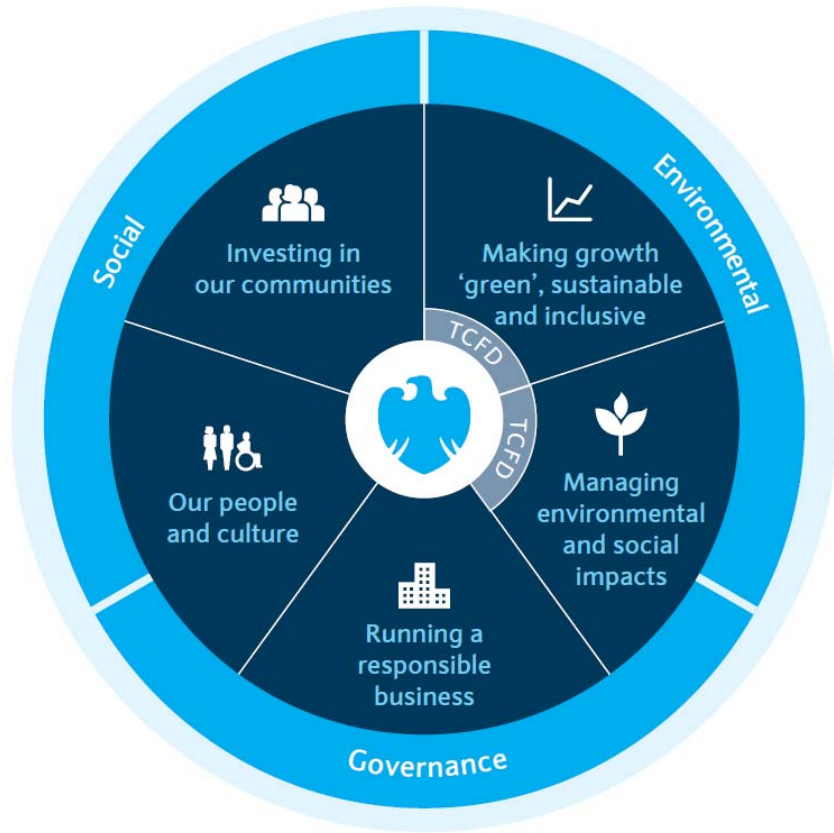 Social
Environmental
Governance
Investing in
our communities
Making growth
‘green’, sustainable
and inclusive
TCFD
TCFD
Our people
and culture
Managing
environmental
and social
impacts
Running a
responsible
business